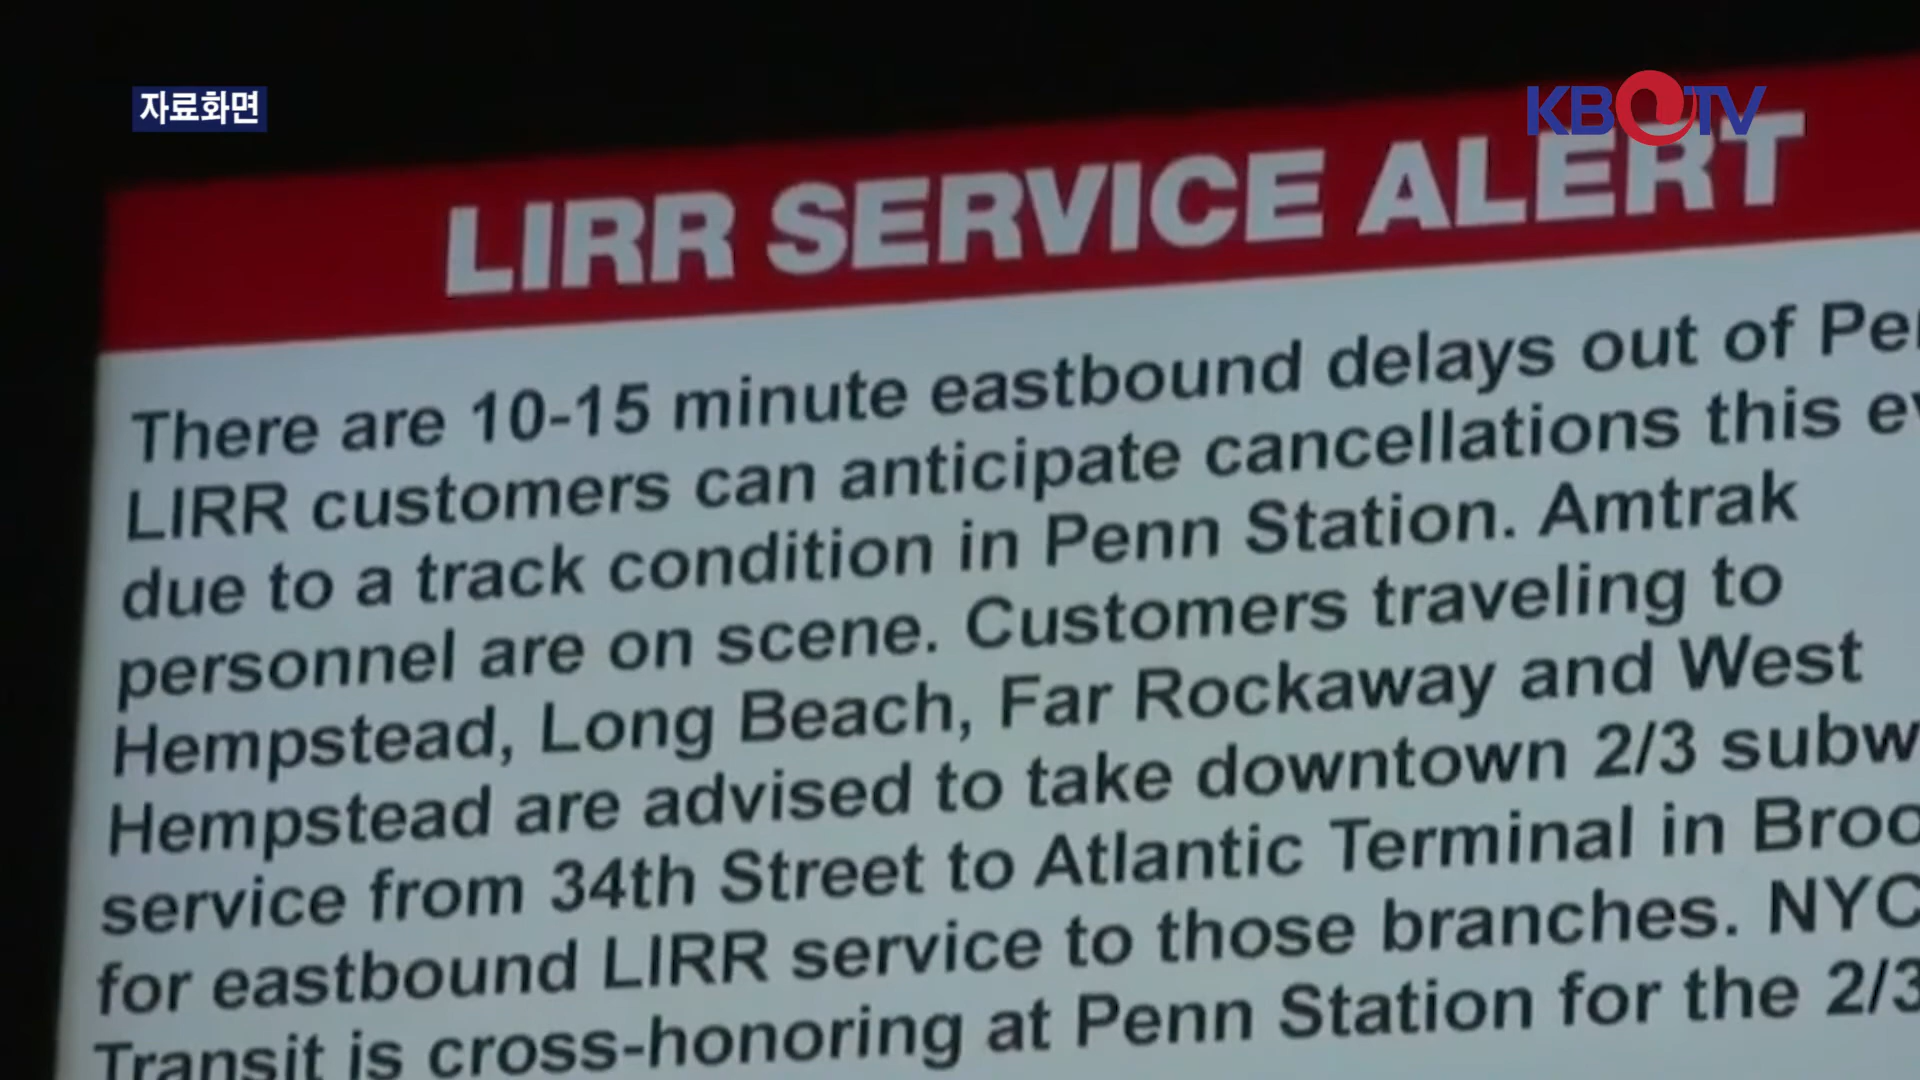 자료화면
KBTV
LIRR SERVICE ALERT
There are 10-15 minute eastbound delays out of
LIRR customers can anticipate cancellations this
due to a track condition in Penn Station. Amtrak
personnel are on scene. Customers traveling to
Hempstead, Long Beach, Far Rockaway and West
Hempstead are advised to take downtown 2/3
service from 34th Street to Atlantic Terminal in
for eastbound LIRR service to those branches. NYC
Transit is cross-honoring at Penn Station for the 2/3